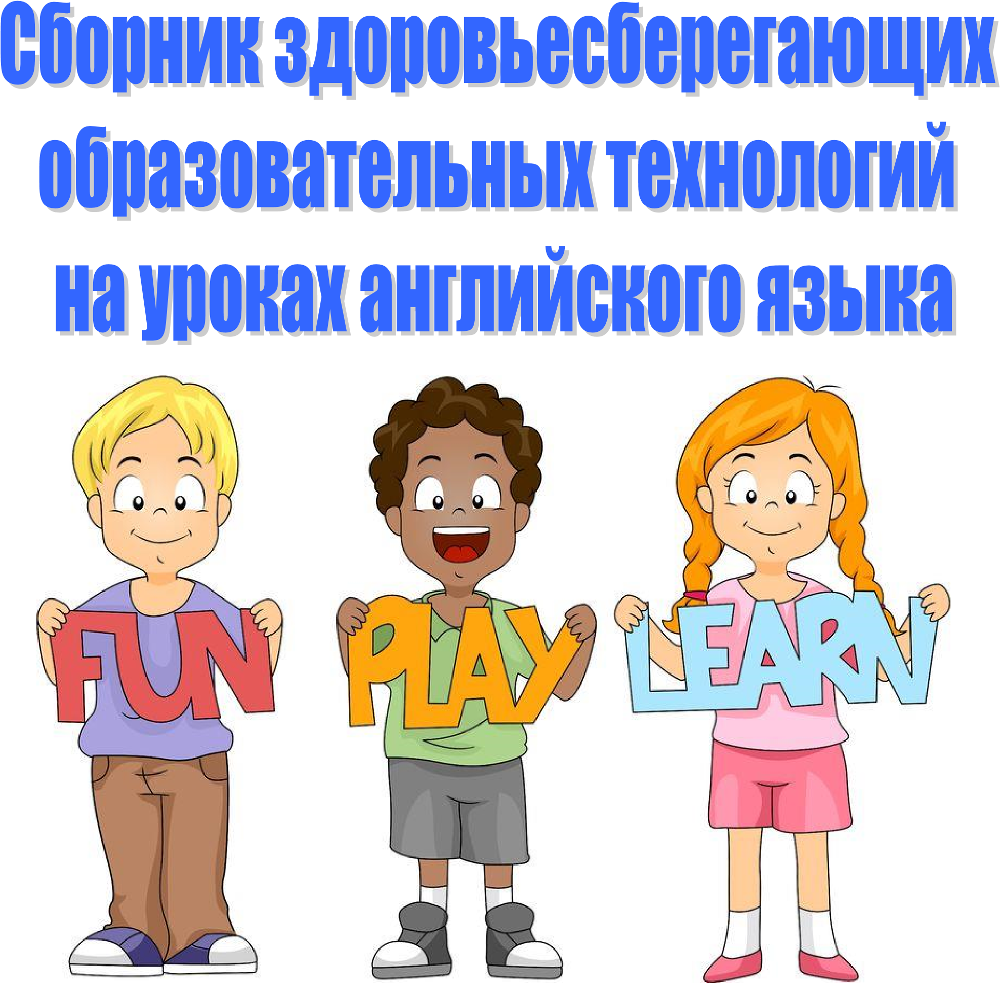 Сборник здоровьесберегающих
образовательных технологий
на уроках английского языка
FUN PLAY LEARN